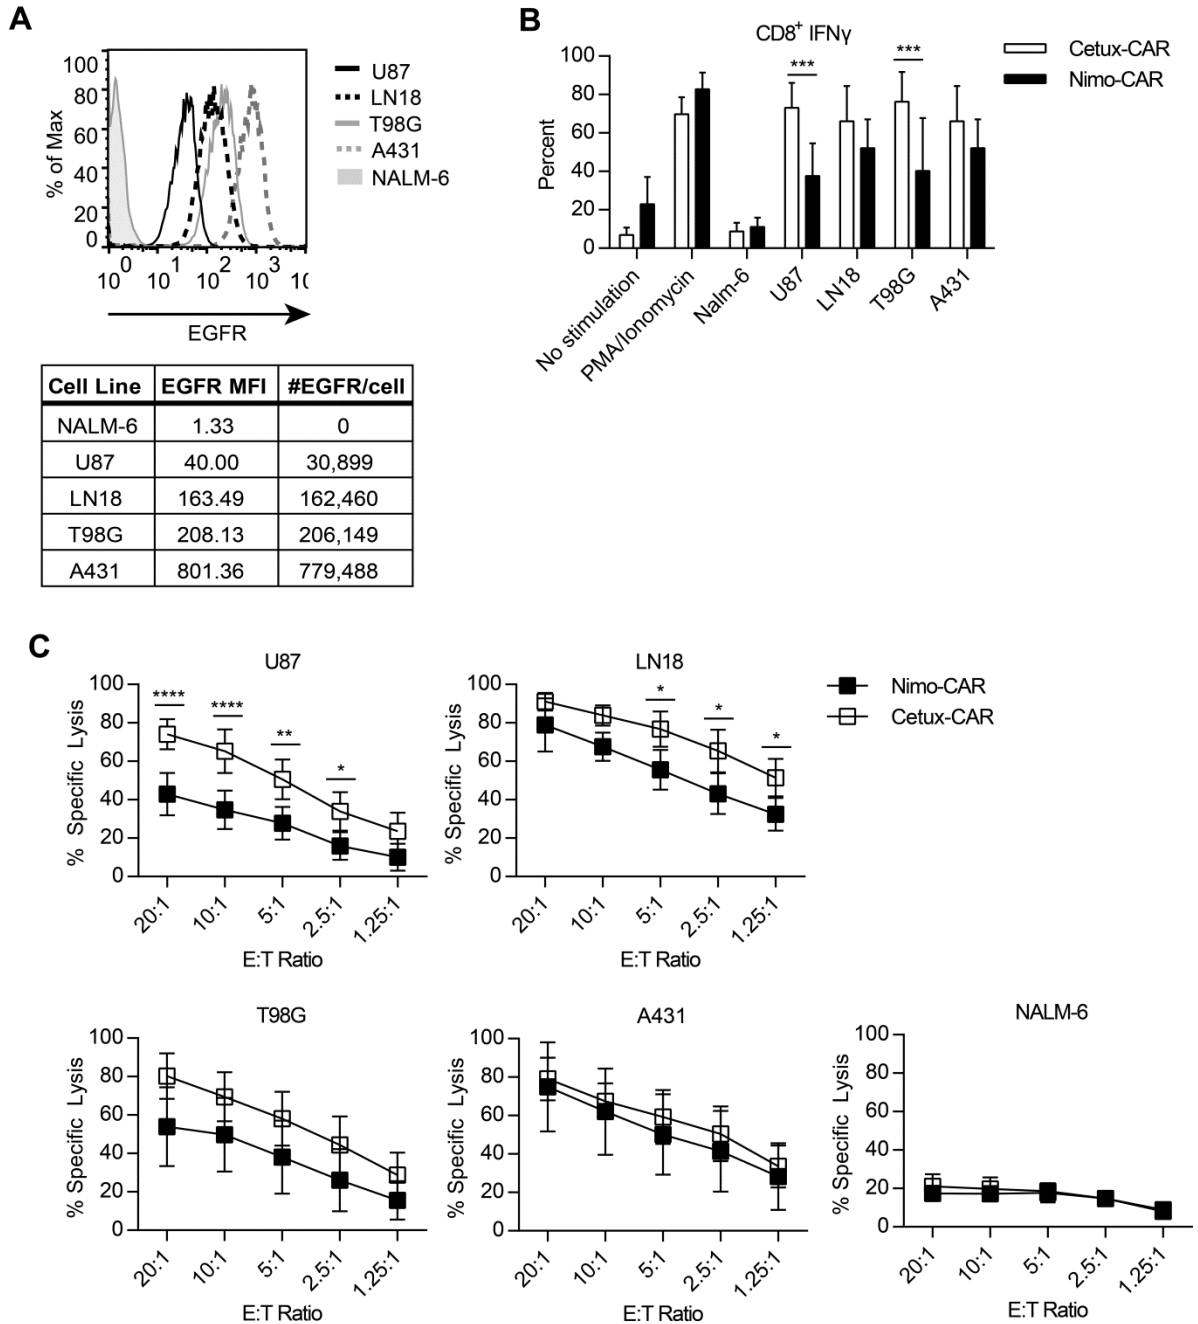 A
100
80
60
40
20
0
% of Max
10^0 10^1 10^2 10^3 10
EGFR
U87
LN18
T98G
A431
NALM-6
Cell Line EGFR MFI #EGFR/cell
NALM-6 1.33 0
U87 40.00 30,899
LN18 163.49 162,460
T98G 208.13 206,149
A431 801.36 779,488
B
CD8+ IFNγ
100
80
60
40
20
0
Percent
*** ***
No stimulation
PMA/Ionomycin
Nalm-6
U87
LN18
T98G
A431
Cetux-CAR
Nimo-CAR
C
U87
100
80
60
40
20
0
% Specific Lysis
**** **** ** *
20:1 10:1 5:1 2.5:1 1.25:1
E:T Ratio
LN18
100
80
60
40
20
0
% Specific Lysis
* * *
20:1 10:1 5:1 2.5:1 1.25:1
E:T Ratio
Nimo-CAR
Cetux-CAR
T98G
100
80
60
40
20
0
% Specific Lysis
20:1 10:1 5:1 2.5:1 1.25:1
E:T Ratio
A431
100
80
60
40
20
0
% Specific Lysis
20:1 10:1 5:1 2.5:1 1.25:1
E:T Ratio
NALM-6
100
80
60
40
20
0
% Specific Lysis
20:1 10:1 5:1 2.5:1 1.25:1
E:T Ratio